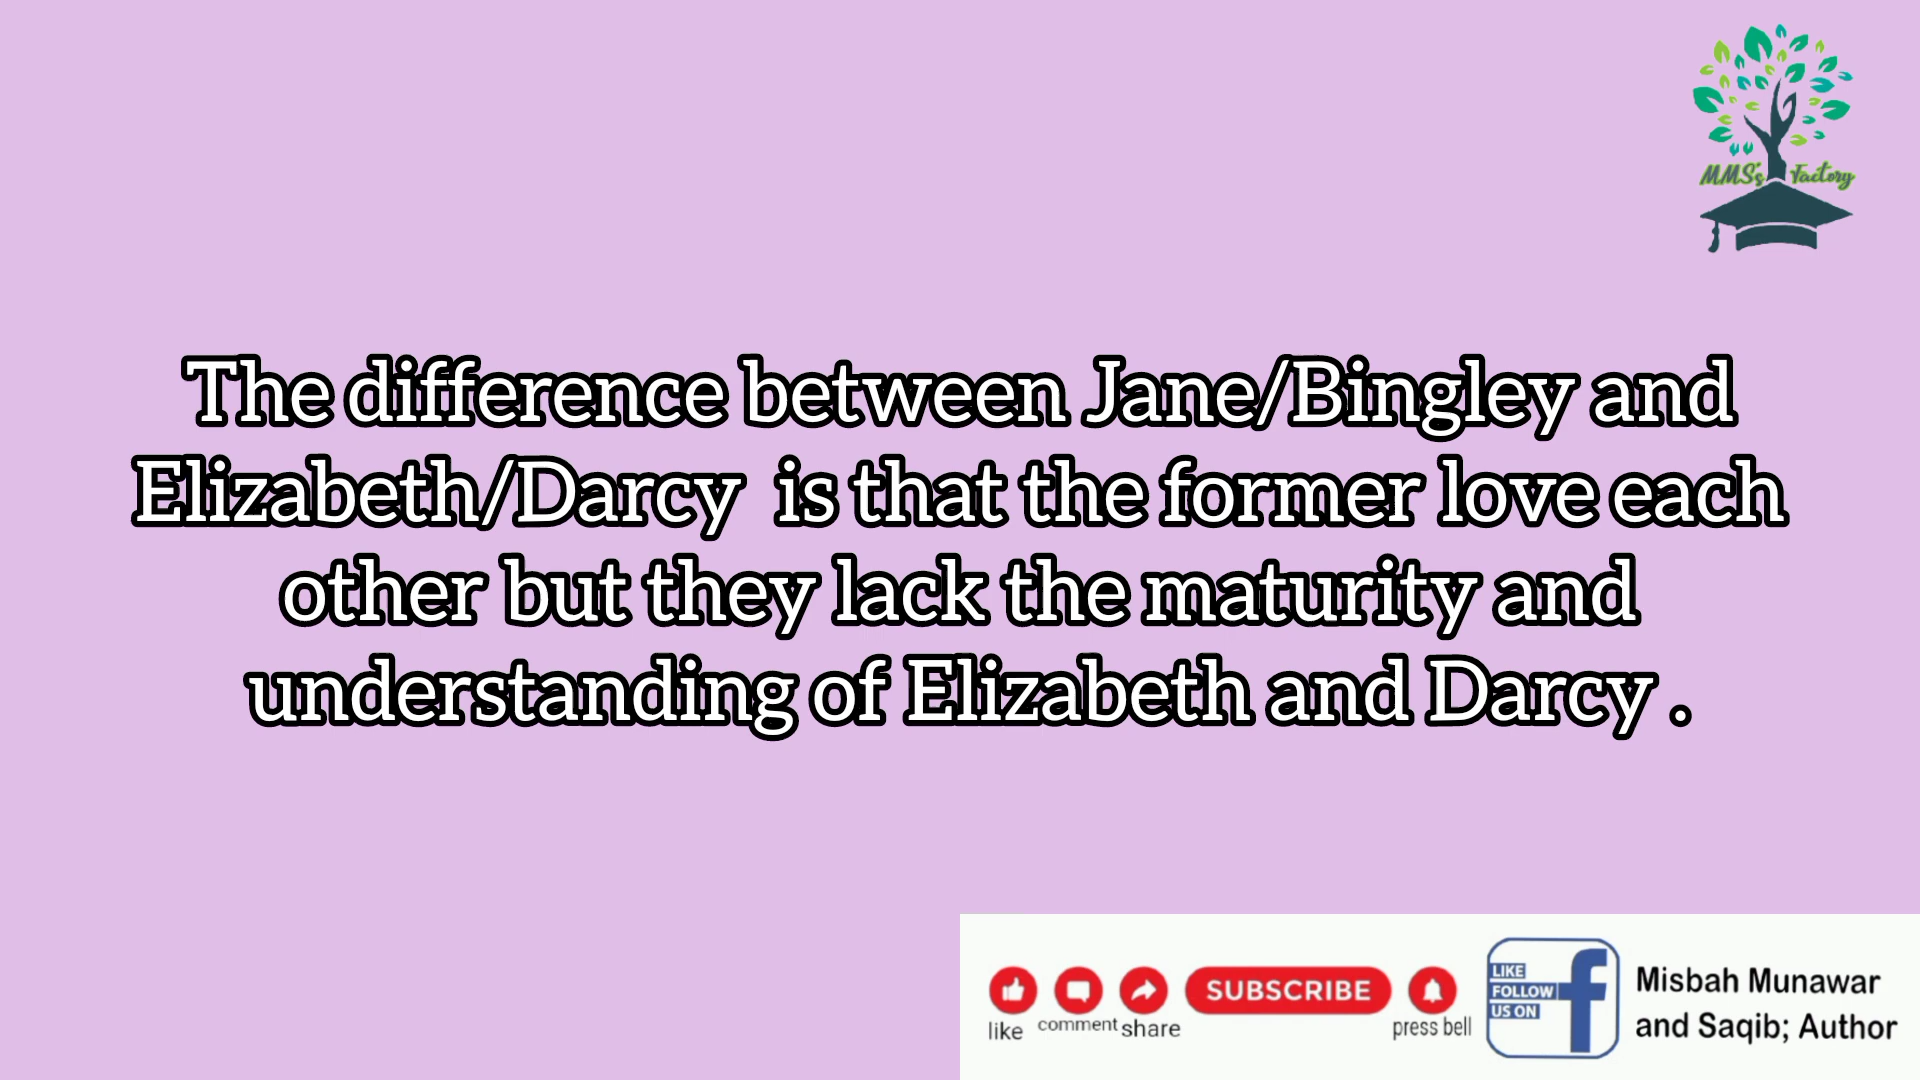 MMS's Factory
The difference between Jane/Bingley and
Elizabeth/Darcy is that the former love each
other but they lack the maturity and
understanding of Elizabeth and Darcy .
like comment share SUBSCRIBE press bell
LIKE
FOLLOW
US ON
f
Misbah Munawar
and Saqib; Author